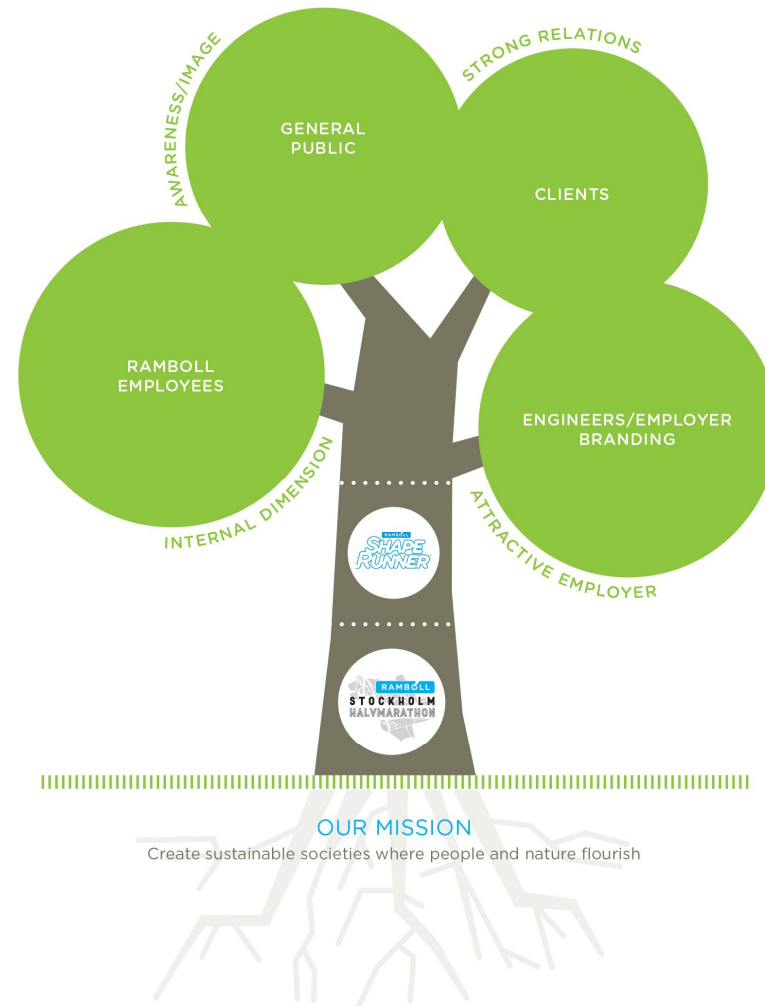 AWARENESS/IMAGE
GENERAL
PUBLIC
STRONG RELATIONS
CLIENTS
RAMBOLL
EMPLOYEES
INTERNAL DIMENSION
ENGINEERS/EMPLOYER
BRANDING
ATTRACTIVE EMPLOYER
RAMBOLL
SHAPE
RUNNER
RAMBOLL
STOCKHOLM
HALVMARATHON
OUR MISSION
Create sustainable societies where people and nature flourish